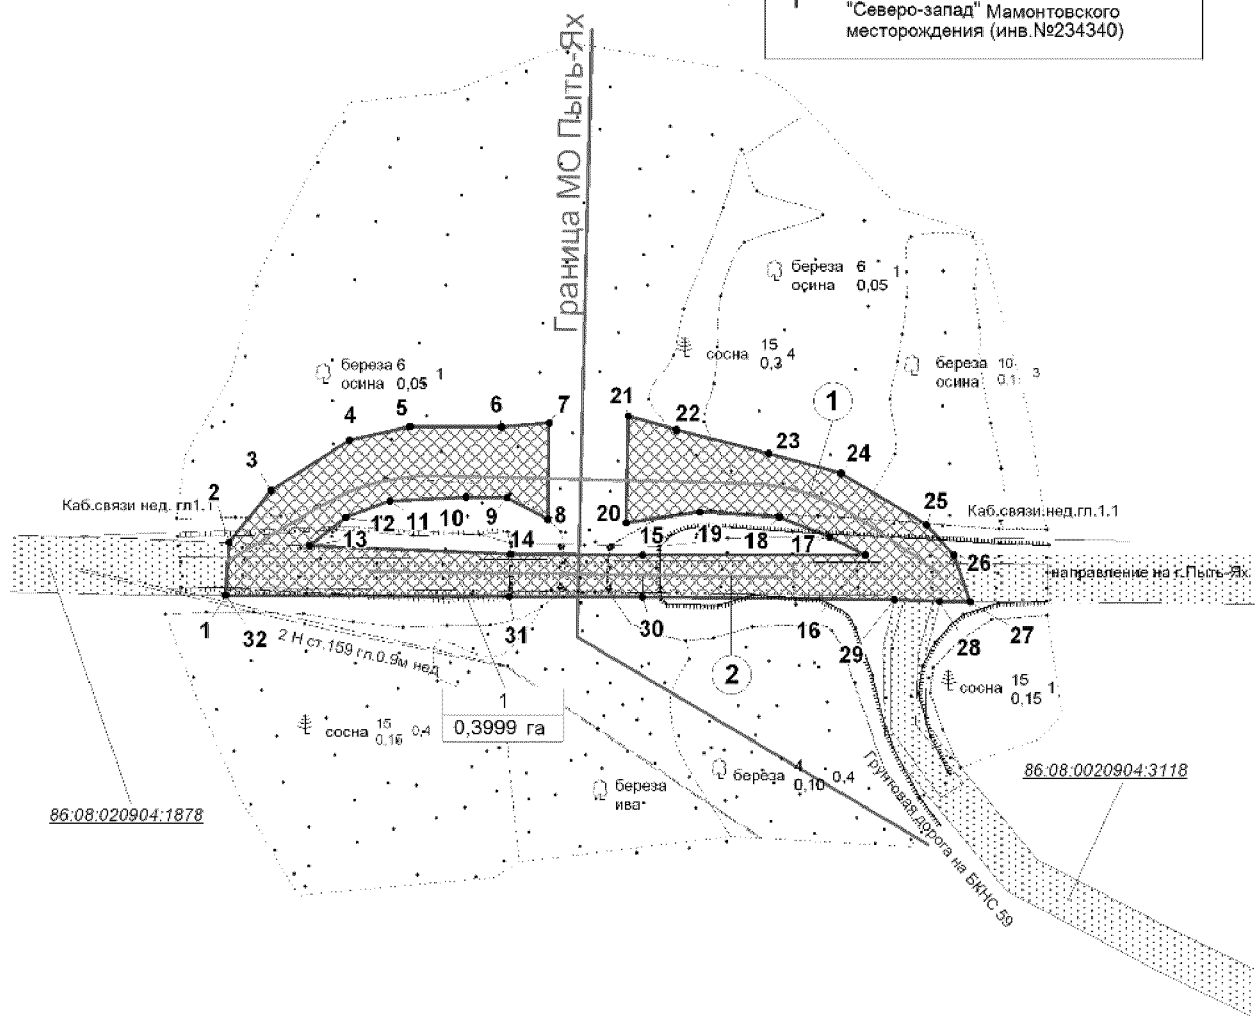 "Северо-запад" Мамонтовского
месторождения (инв.№234340)
Граница МО Пыть-Ях
береза 6 1
осина 0,05
сосна 15 4
0,3
береза 10 3
осина 0,1
береза 6 1
осина 0,05
1
21
22
23
24
25
7
6
5
4
3
2
Каб.связи нед. гл1.1
Каб.связи.нед.гл.1.1
20
8
9
10
11
12
13
14
15
19
18
17
26
направление на г.Пыть-Ях
1
32
31
30
16
29
28
27
2 Н ст.159 гл.0.9м нед
2
1
0,3999 га
сосна 15 0,4
0,16
сосна 15 1
0,15
береза 4 0,4
0,10
береза
ива
86:08:020904:1878
86:08:0020904:3118
Грунтовая дорога на БКНС 59